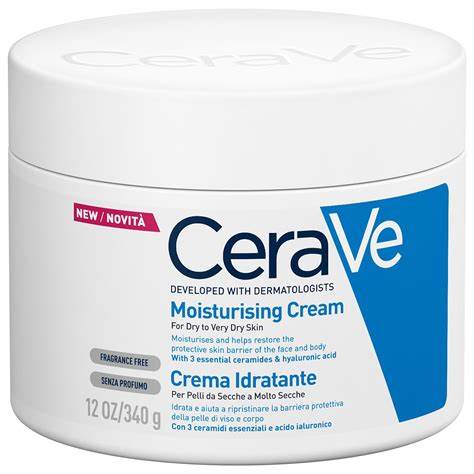 CeraVe
NEW / NOVITÀ
CeraVe
DEVELOPED WITH DERMATOLOGISTS
Moisturising Cream
For Dry to Very Dry Skin
Moisturises and helps restore the
protective skin barrier of the face and body
With 3 essential ceramides & hyaluronic acid
FRAGRANCE FREE
SENZA PROFUMO
Crema Idratante
Per Pelli da Secche a Molto Secche
Idrata e aiuta a ripristinare la barriera protettiva
della pelle di viso e corpo
Con 3 ceramidi essenziali e acido ialuronico
12 OZ/340 g